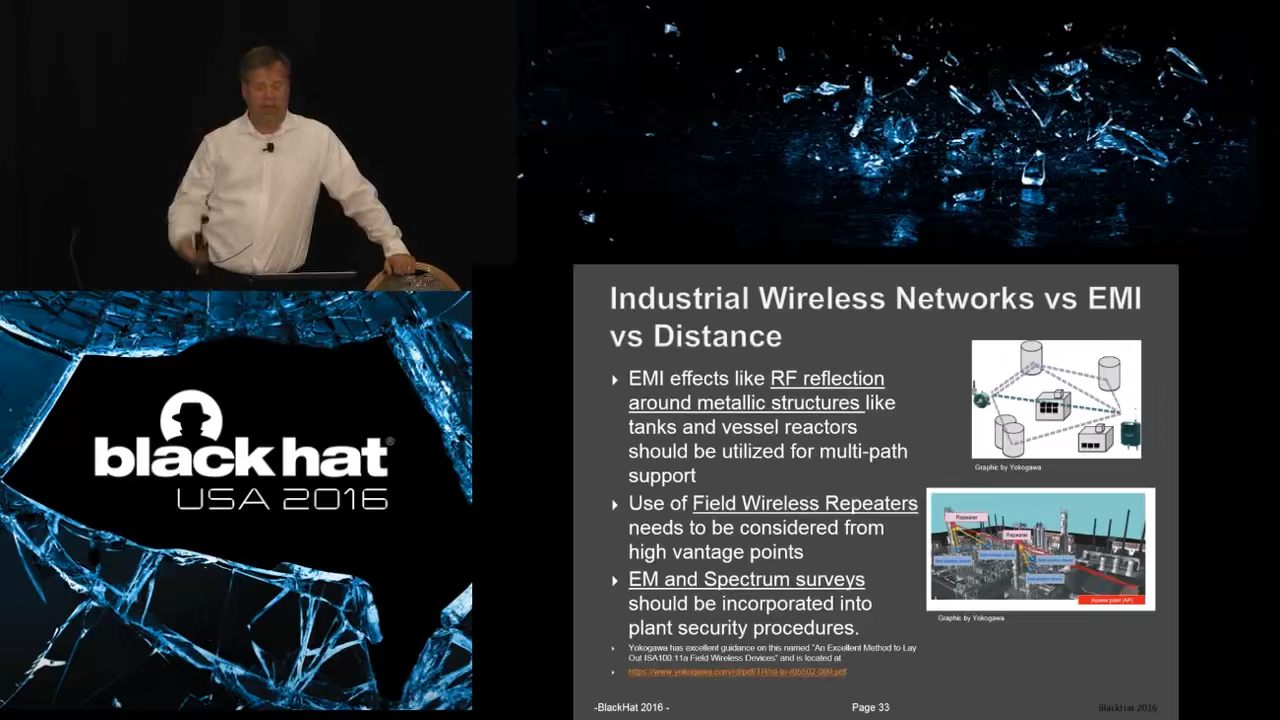 black hat®
USA 2016
Industrial Wireless Networks vs EMI
vs Distance
EMI effects like RF reflection
around metallic structures like
tanks and vessel reactors
should be utilized for multi-path
support
Graphic by Yokogawa
Use of Field Wireless Repeaters
needs to be considered from
high vantage points
Repeater
Repeater
Access point (AP)
EM and Spectrum surveys
should be incorporated into
plant security procedures.
Graphic by Yokogawa
Yokogawa has excellent guidance on this named "An Excellent Method to Lay
Out ISA100.11a Field Wireless Devices" and is located at
-BlackHat 2016 -
Page 33
BlackHat 2016